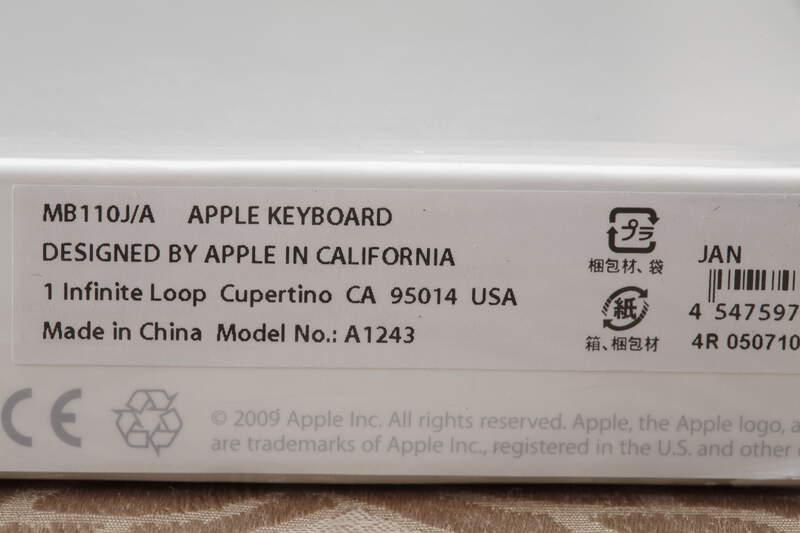 MB110J/A APPLE KEYBOARD
DESIGNED BY APPLE IN CALIFORNIA
1 Infinite Loop Cupertino CA 95014 USA
Made in China Model No.: A1243
プラ
梱包材、袋
紙
箱、梱包材
JAN
4 547597
4R 050710
CE
© 2009 Apple Inc. All rights reserved. Apple, the Apple logo, a
are trademarks of Apple Inc., registered in the U.S. and other